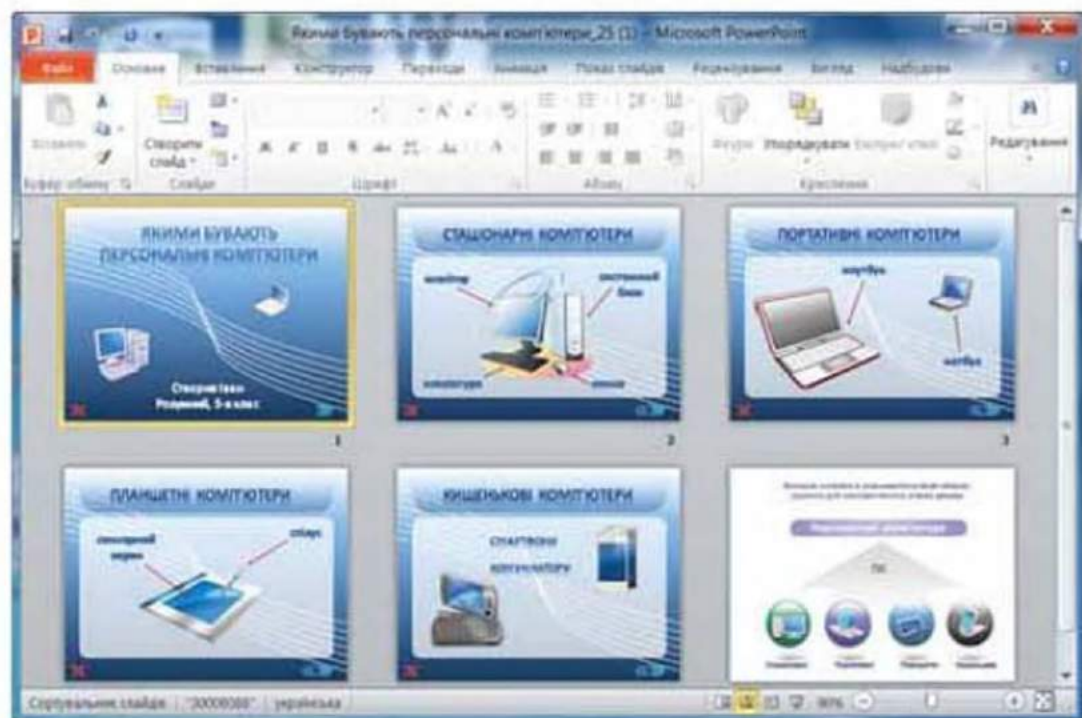 Якими бувають персональні комп'ютери_25 (1) - Microsoft PowerPoint
Файл Основне Вставлення Конструктор Переходи Анімація Показ слайдів Рецензування Вигляд Надбудови
Вставити Створити слайд Фігури Упорядкувати Експрес-стилі Редагування
Буфер обміну Слайди Шрифт Абзац Креслення
ЯКИМИ БУВАЮТЬ
ПЕРСОНАЛЬНІ КОМП'ЮТЕРИ
Створив Іван
Розумний, 5-а клас
1
СТАЦІОНАРНІ КОМП'ЮТЕРИ
монітор
системний
блок
клавіатура
миша
2
ПОРТАТИВНІ КОМП'ЮТЕРИ
ноутбук
нетбук
3
ПЛАНШЕТНІ КОМП'ЮТЕРИ
сенсорний
екран
стілус
КИШЕНЬКОВІ КОМП'ЮТЕРИ
СМАРТФОНИ
КОМУНІКАТОРИ
ПК
Сортувальник слайдів українська 90%